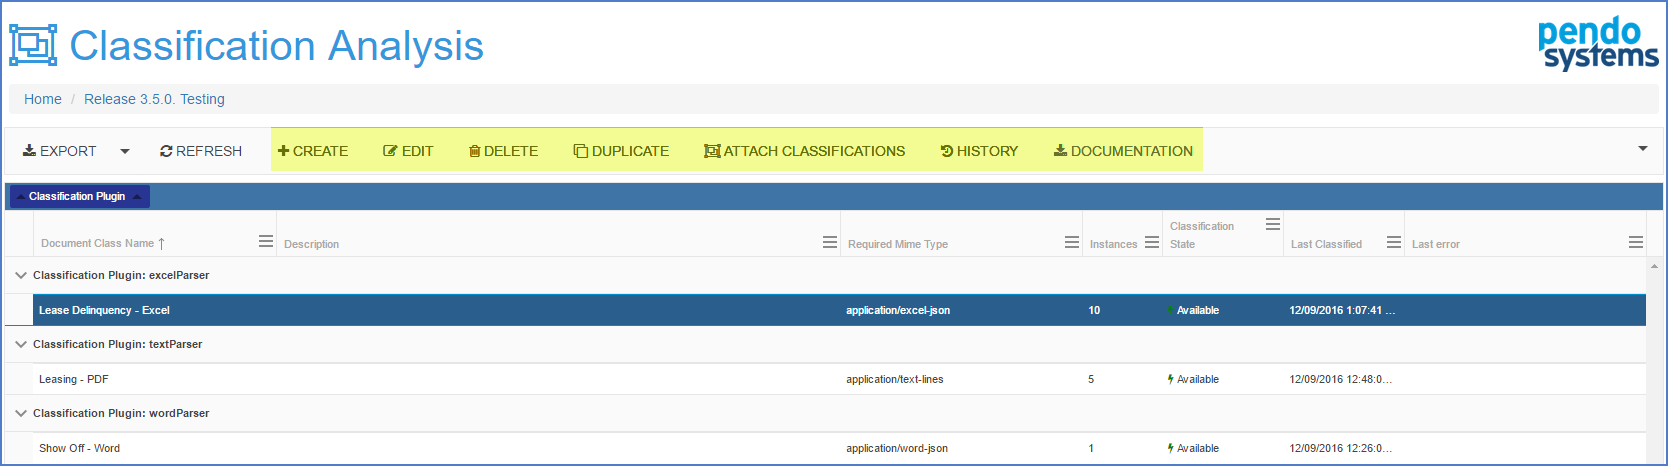 Classification Analysis
pendo
systems
Home / Release 3.5.0. Testing
EXPORT REFRESH CREATE EDIT DELETE DUPLICATE ATTACH CLASSIFICATIONS HISTORY DOCUMENTATION
Classification Plugin
Document Class Name Description Required Mime Type Instances Classification State Last Classified Last error
Classification Plugin: excelParser
Lease Delinquency - Excel application/excel-json 10 Available 12/09/2016 1:07:41 ...
Classification Plugin: textParser
Leasing - PDF application/text-lines 5 Available 12/09/2016 12:48:0...
Classification Plugin: wordParser
Show Off - Word application/word-json 1 Available 12/09/2016 12:26:0...